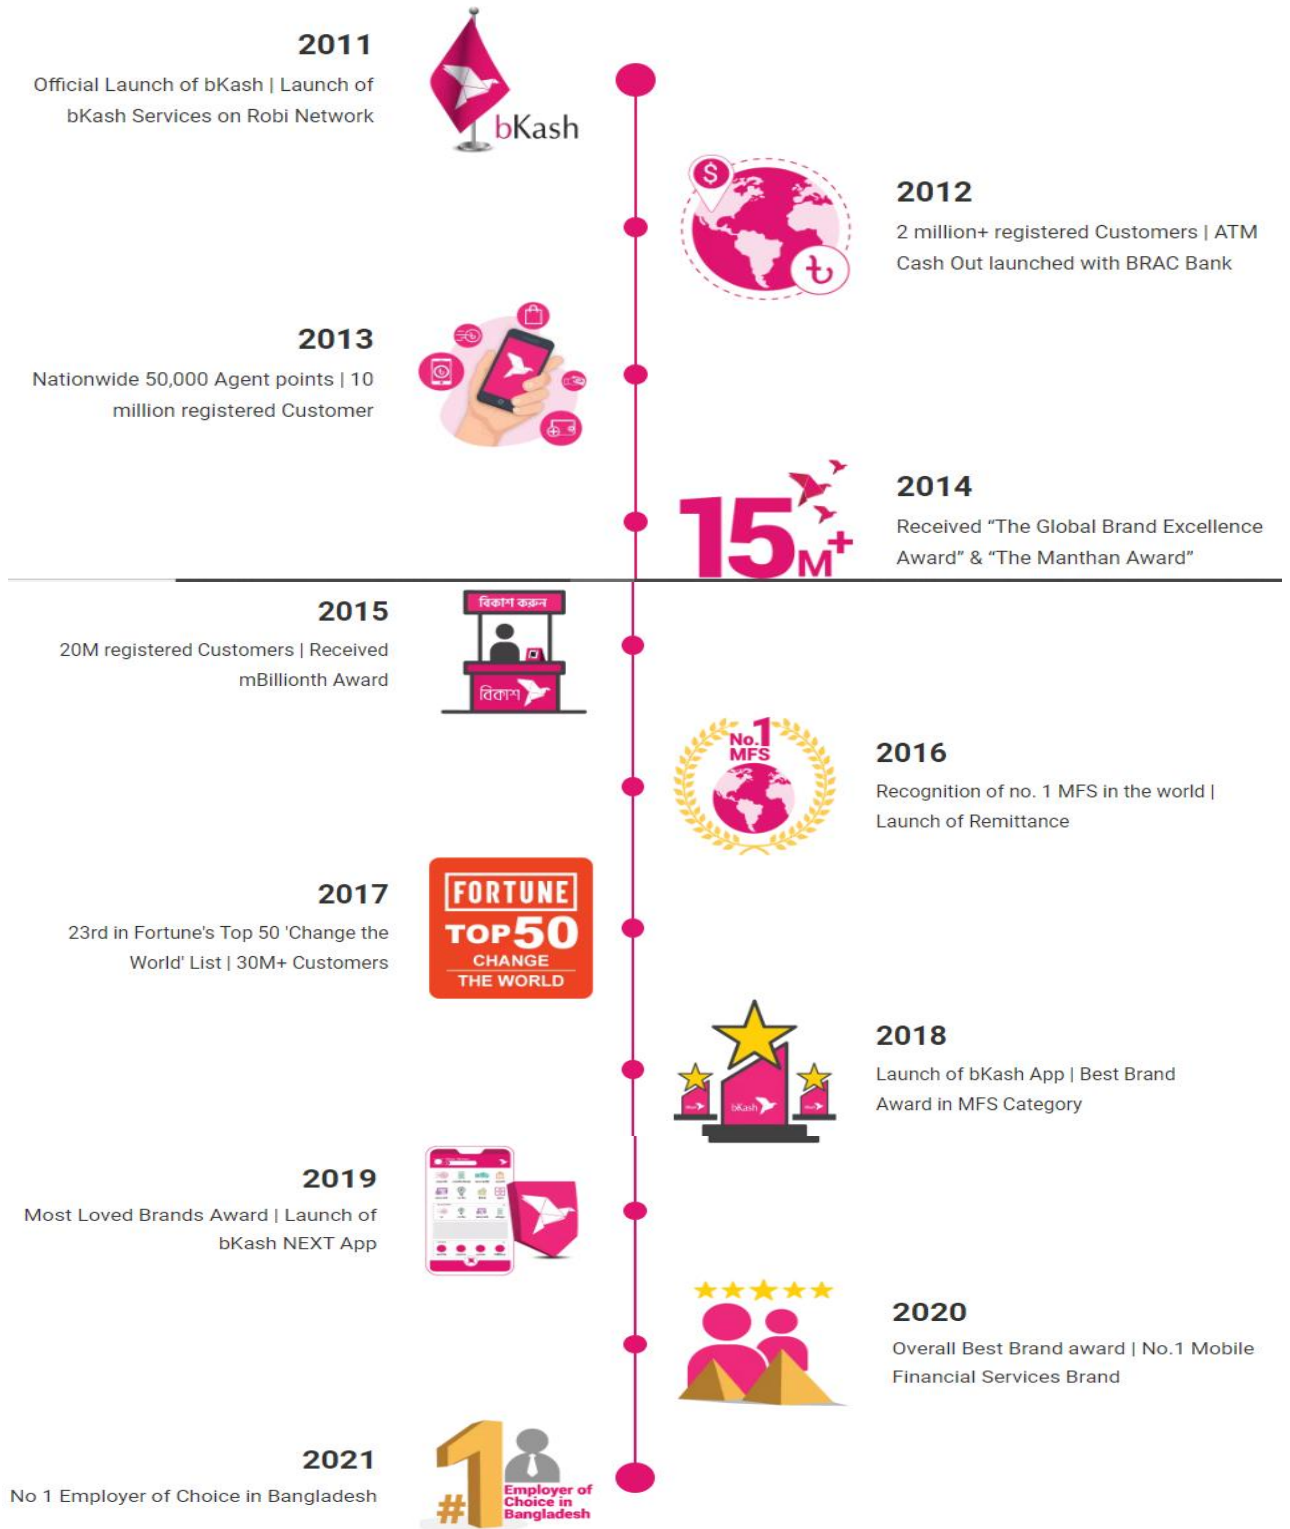 2011
Official Launch of bKash | Launch of
bKash Services on Robi Network
bKash
$
৳
2012
2 million+ registered Customers | ATM
Cash Out launched with BRAC Bank
2013
Nationwide 50,000 Agent points | 10
million registered Customer
15M+
2014
Received “The Global Brand Excellence
Award” & “The Manthan Award”
2015
20M registered Customers | Received
mBillionth Award
বিকাশ করুন
বিকাশ
No.1
MFS
2016
Recognition of no. 1 MFS in the world |
Launch of Remittance
2017
23rd in Fortune's Top 50 'Change the
World' List | 30M+ Customers
FORTUNE
TOP 50
CHANGE
THE WORLD
bKash
2018
Launch of bKash App | Best Brand
Award in MFS Category
2019
Most Loved Brands Award | Launch of
bKash NEXT App
2020
Overall Best Brand award | No.1 Mobile
Financial Services Brand
2021
No 1 Employer of Choice in Bangladesh
#1
Employer of
Choice in
Bangladesh